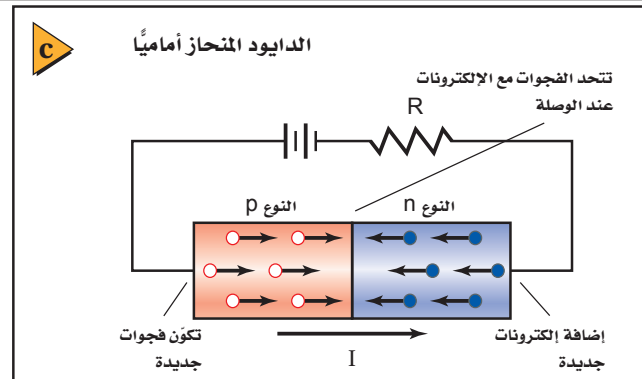 c
الدايود المنحاز أماميًّا
تتحد الفجوات مع الإلكترونات
عند الوصلة
R
النوع p
النوع n
تكوّن فجوات
جديدة
إضافة إلكترونات
جديدة
I